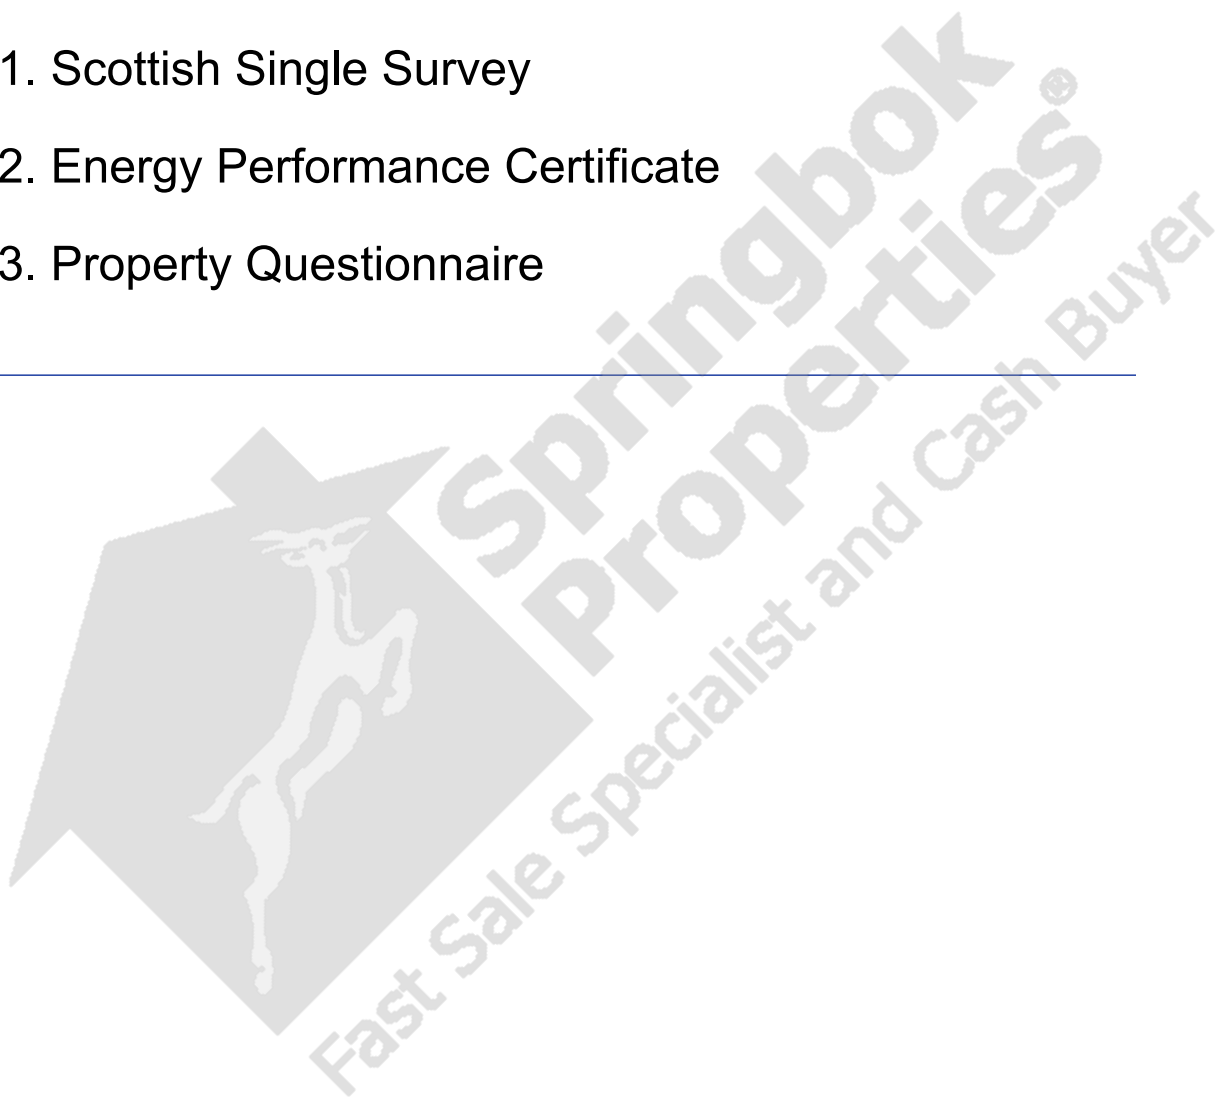 1. Scottish Single Survey
2. Energy Performance Certificate
3. Property Questionnaire
Springbok
Properties®
Fast Sale Specialist and Cash Buyer